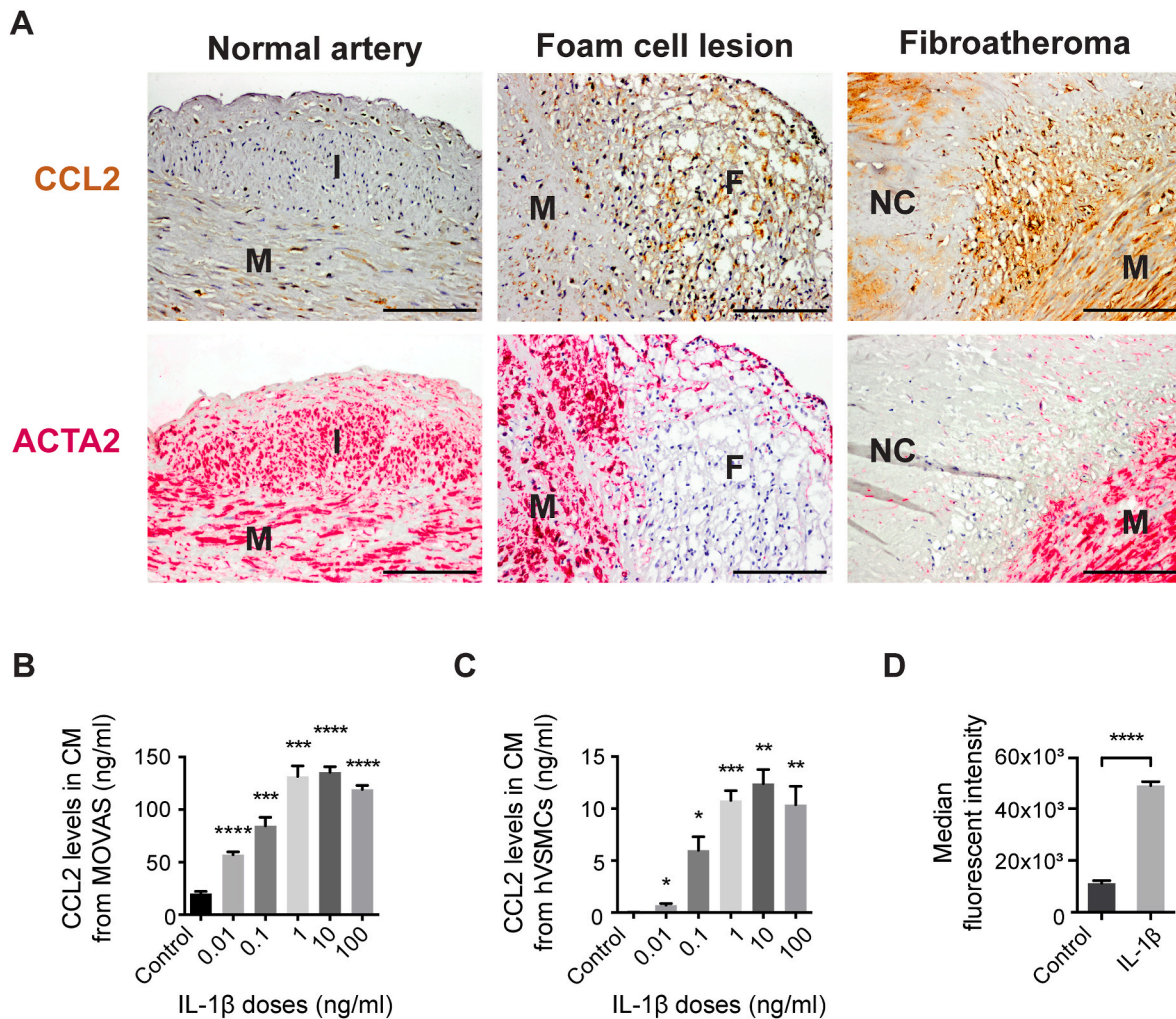 A
Normal artery
Foam cell lesion
Fibroatheroma
CCL2
I
M
M
F
NC
M
ACTA2
I
M
M
F
NC
M
B
CCL2 levels in CM
from MOVAS (ng/ml)
150
100
50
0
****
***
***
****
****
Control
0.01
0.1
1
10
100
IL-1β doses (ng/ml)
C
CCL2 levels in CM
from hVSMCs (ng/ml)
15
10
5
0
*
*
***
**
**
Control
0.01
0.1
1
10
100
IL-1β doses (ng/ml)
D
Median
fluorescent intensity
60x10³
40x10³
20x10³
0
****
Control
IL-1β